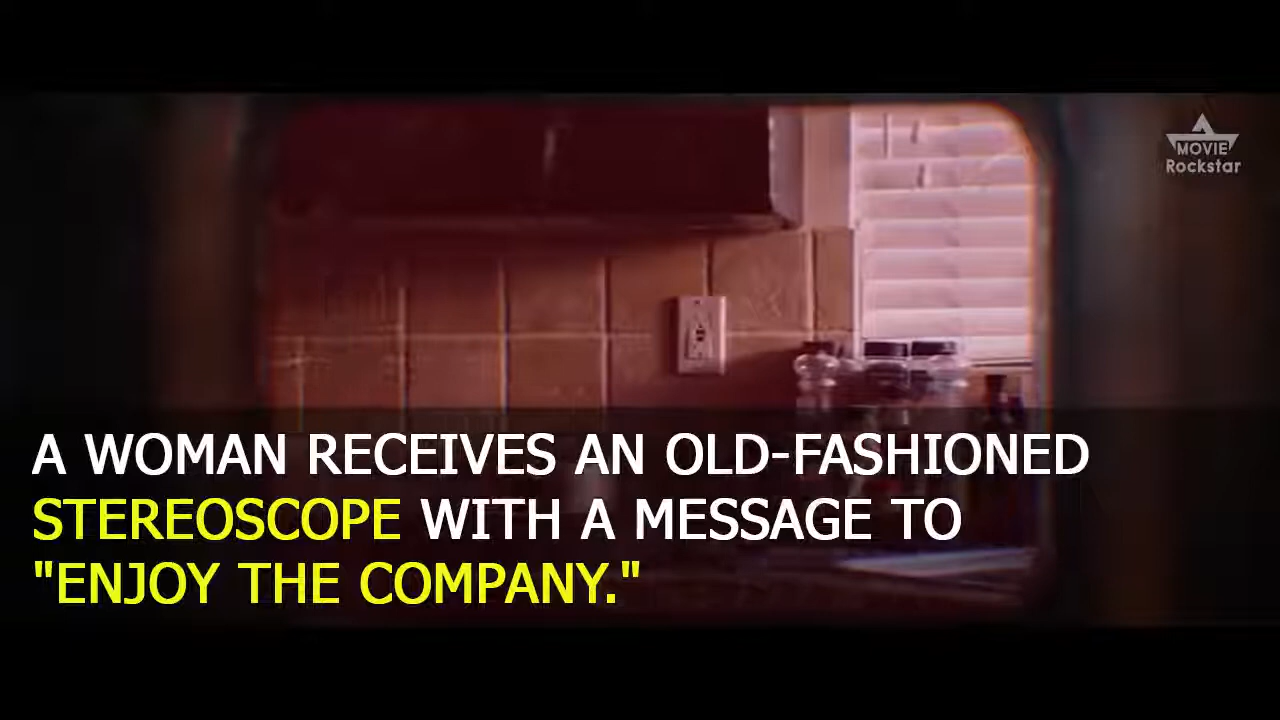 MOVIE
Rockstar
A WOMAN RECEIVES AN OLD-FASHIONED
STEREOSCOPE WITH A MESSAGE TO
"ENJOY THE COMPANY."